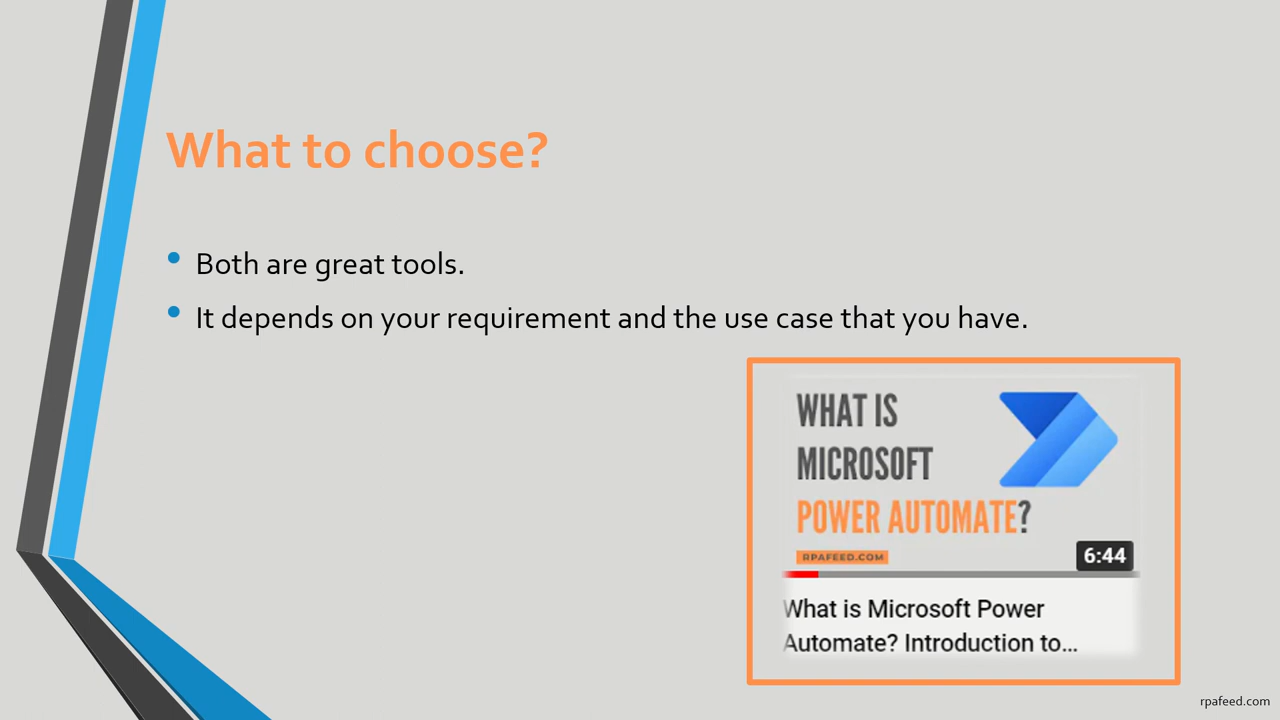 What to choose?
Both are great tools.
It depends on your requirement and the use case that you have.
WHAT IS
MICROSOFT
POWER AUTOMATE?
RPAFEED.COM
6:44
What is Microsoft Power
Automate? Introduction to...
rpafeed.com